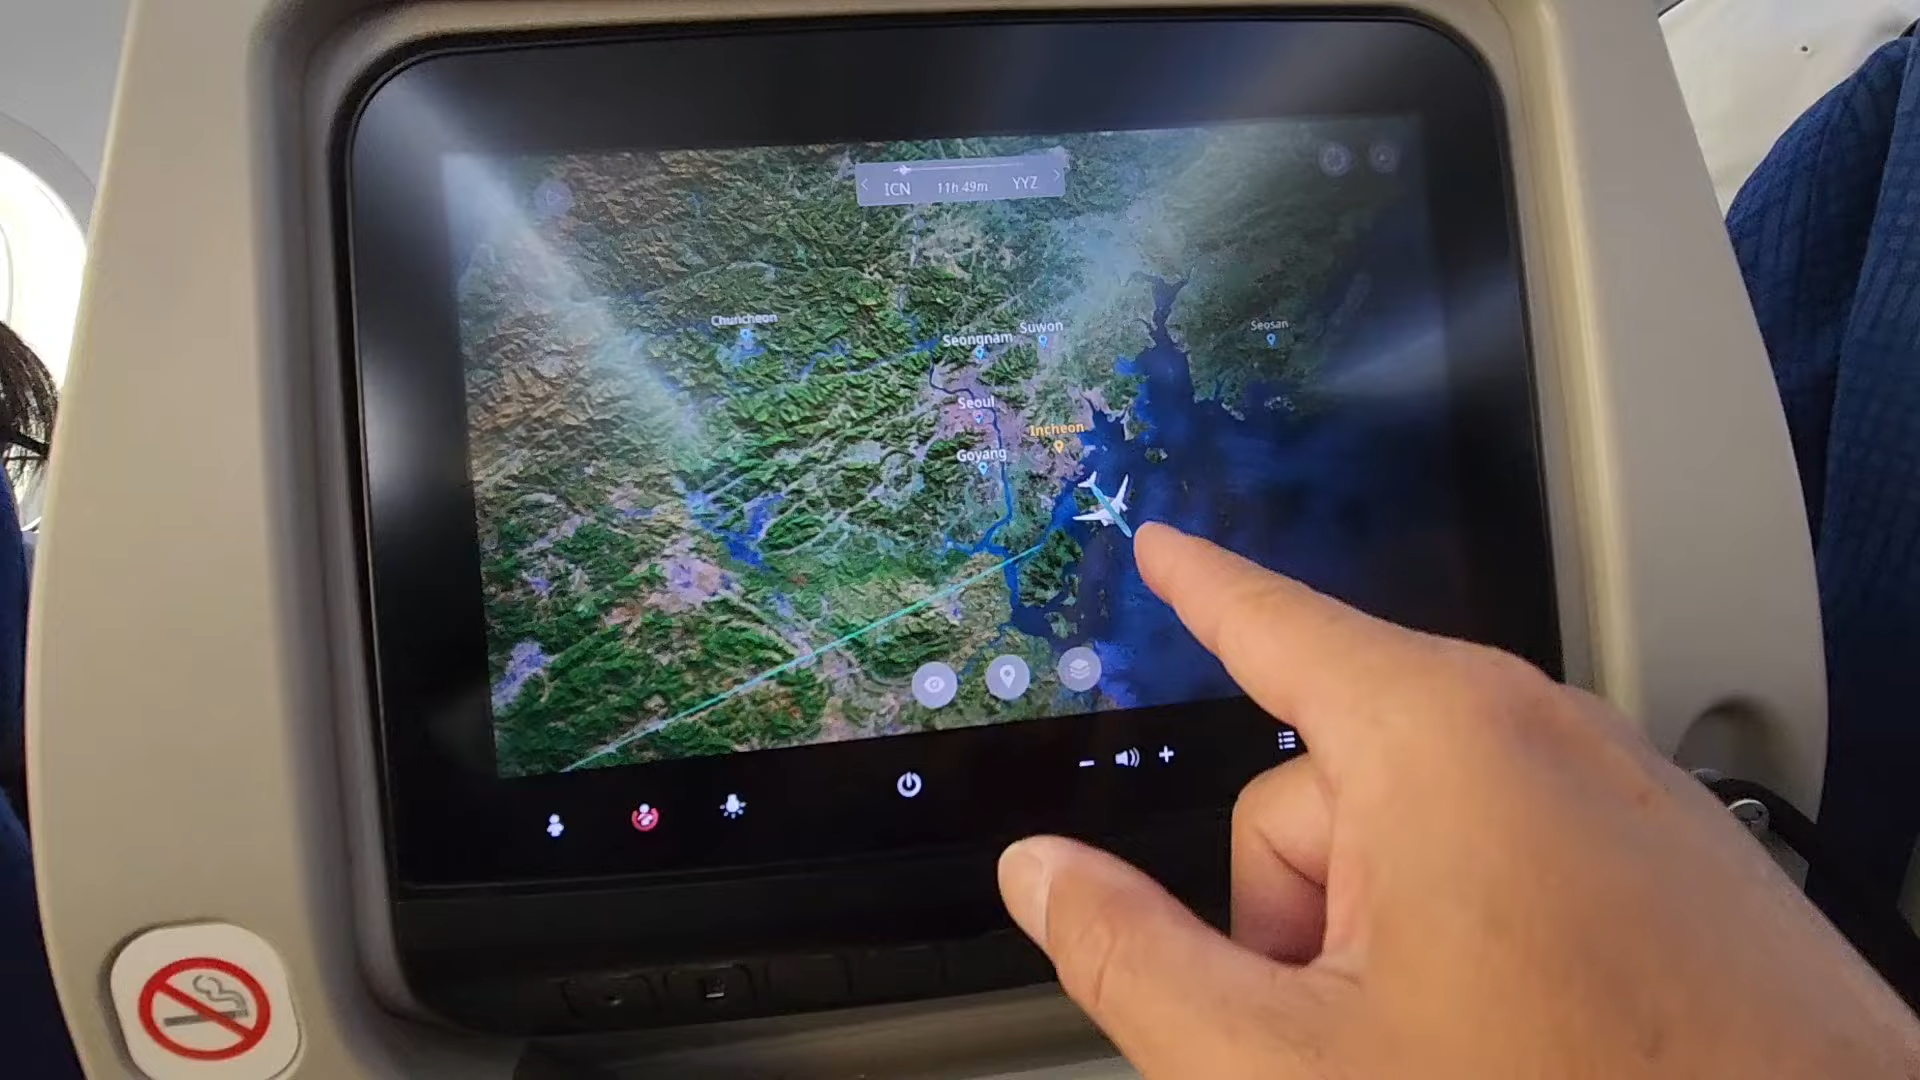 ICN 11h 49m YYZ
Chuncheon
Seongnam
Suwon
Seosan
Seoul
Incheon
Goyang